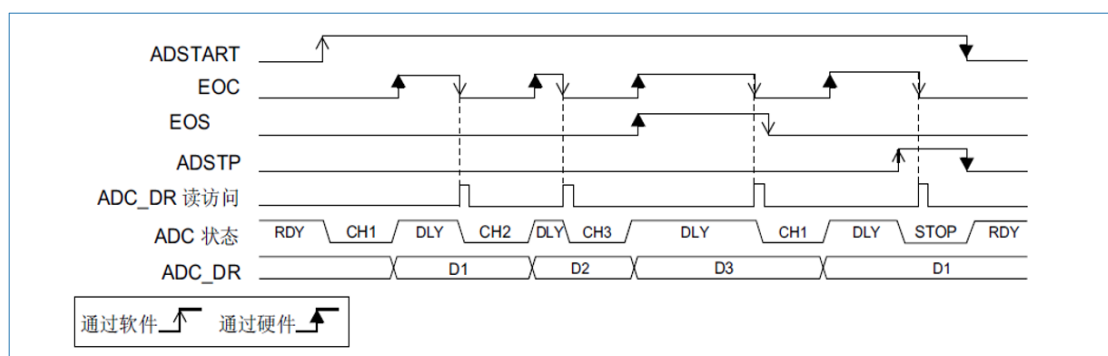 ADSTART
EOC
EOS
ADSTP
ADC_DR 读访问
ADC 状态 RDY CH1 DLY CH2 DLY CH3 DLY CH1 DLY STOP RDY
ADC_DR D1 D2 D3 D1
通过软件 通过硬件